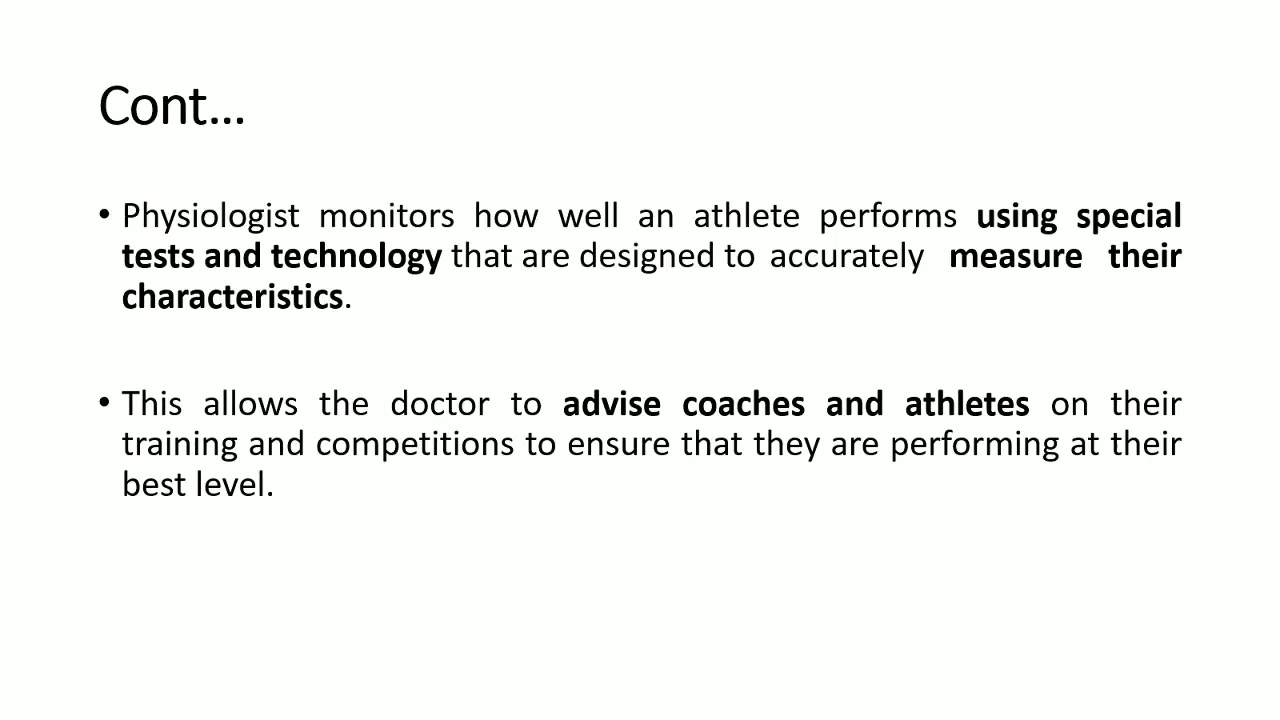 Cont…
• Physiologist monitors how well an athlete performs using special
tests and technology that are designed to accurately measure their
characteristics.
• This allows the doctor to advise coaches and athletes on their
training and competitions to ensure that they are performing at their
best level.